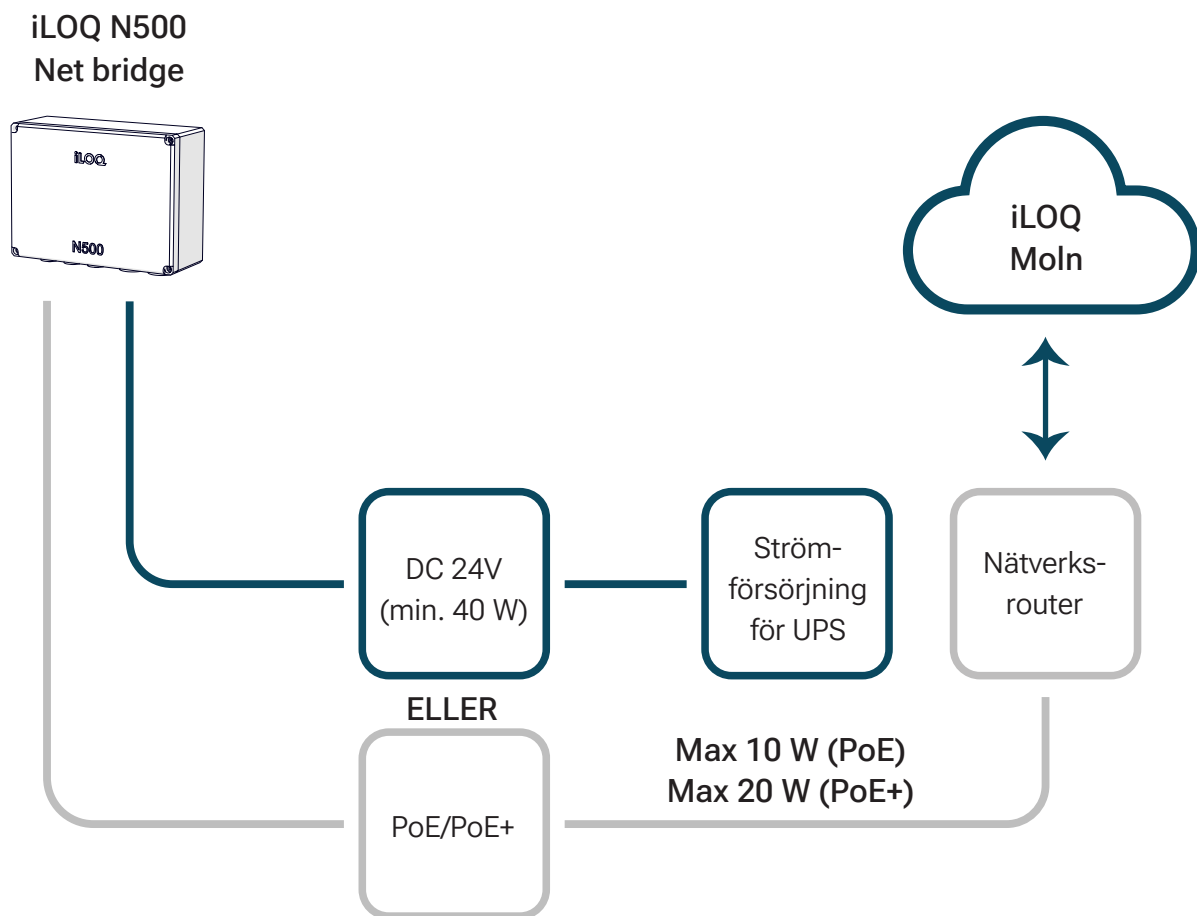 iLOQ N500
Net bridge
iLOQ
N500
iLOQ
Moln
DC 24V
(min. 40 W)
Ström-
försörjning
för UPS
Nätverks-
router
ELLER
Max 10 W (PoE)
Max 20 W (PoE+)
PoE/PoE+